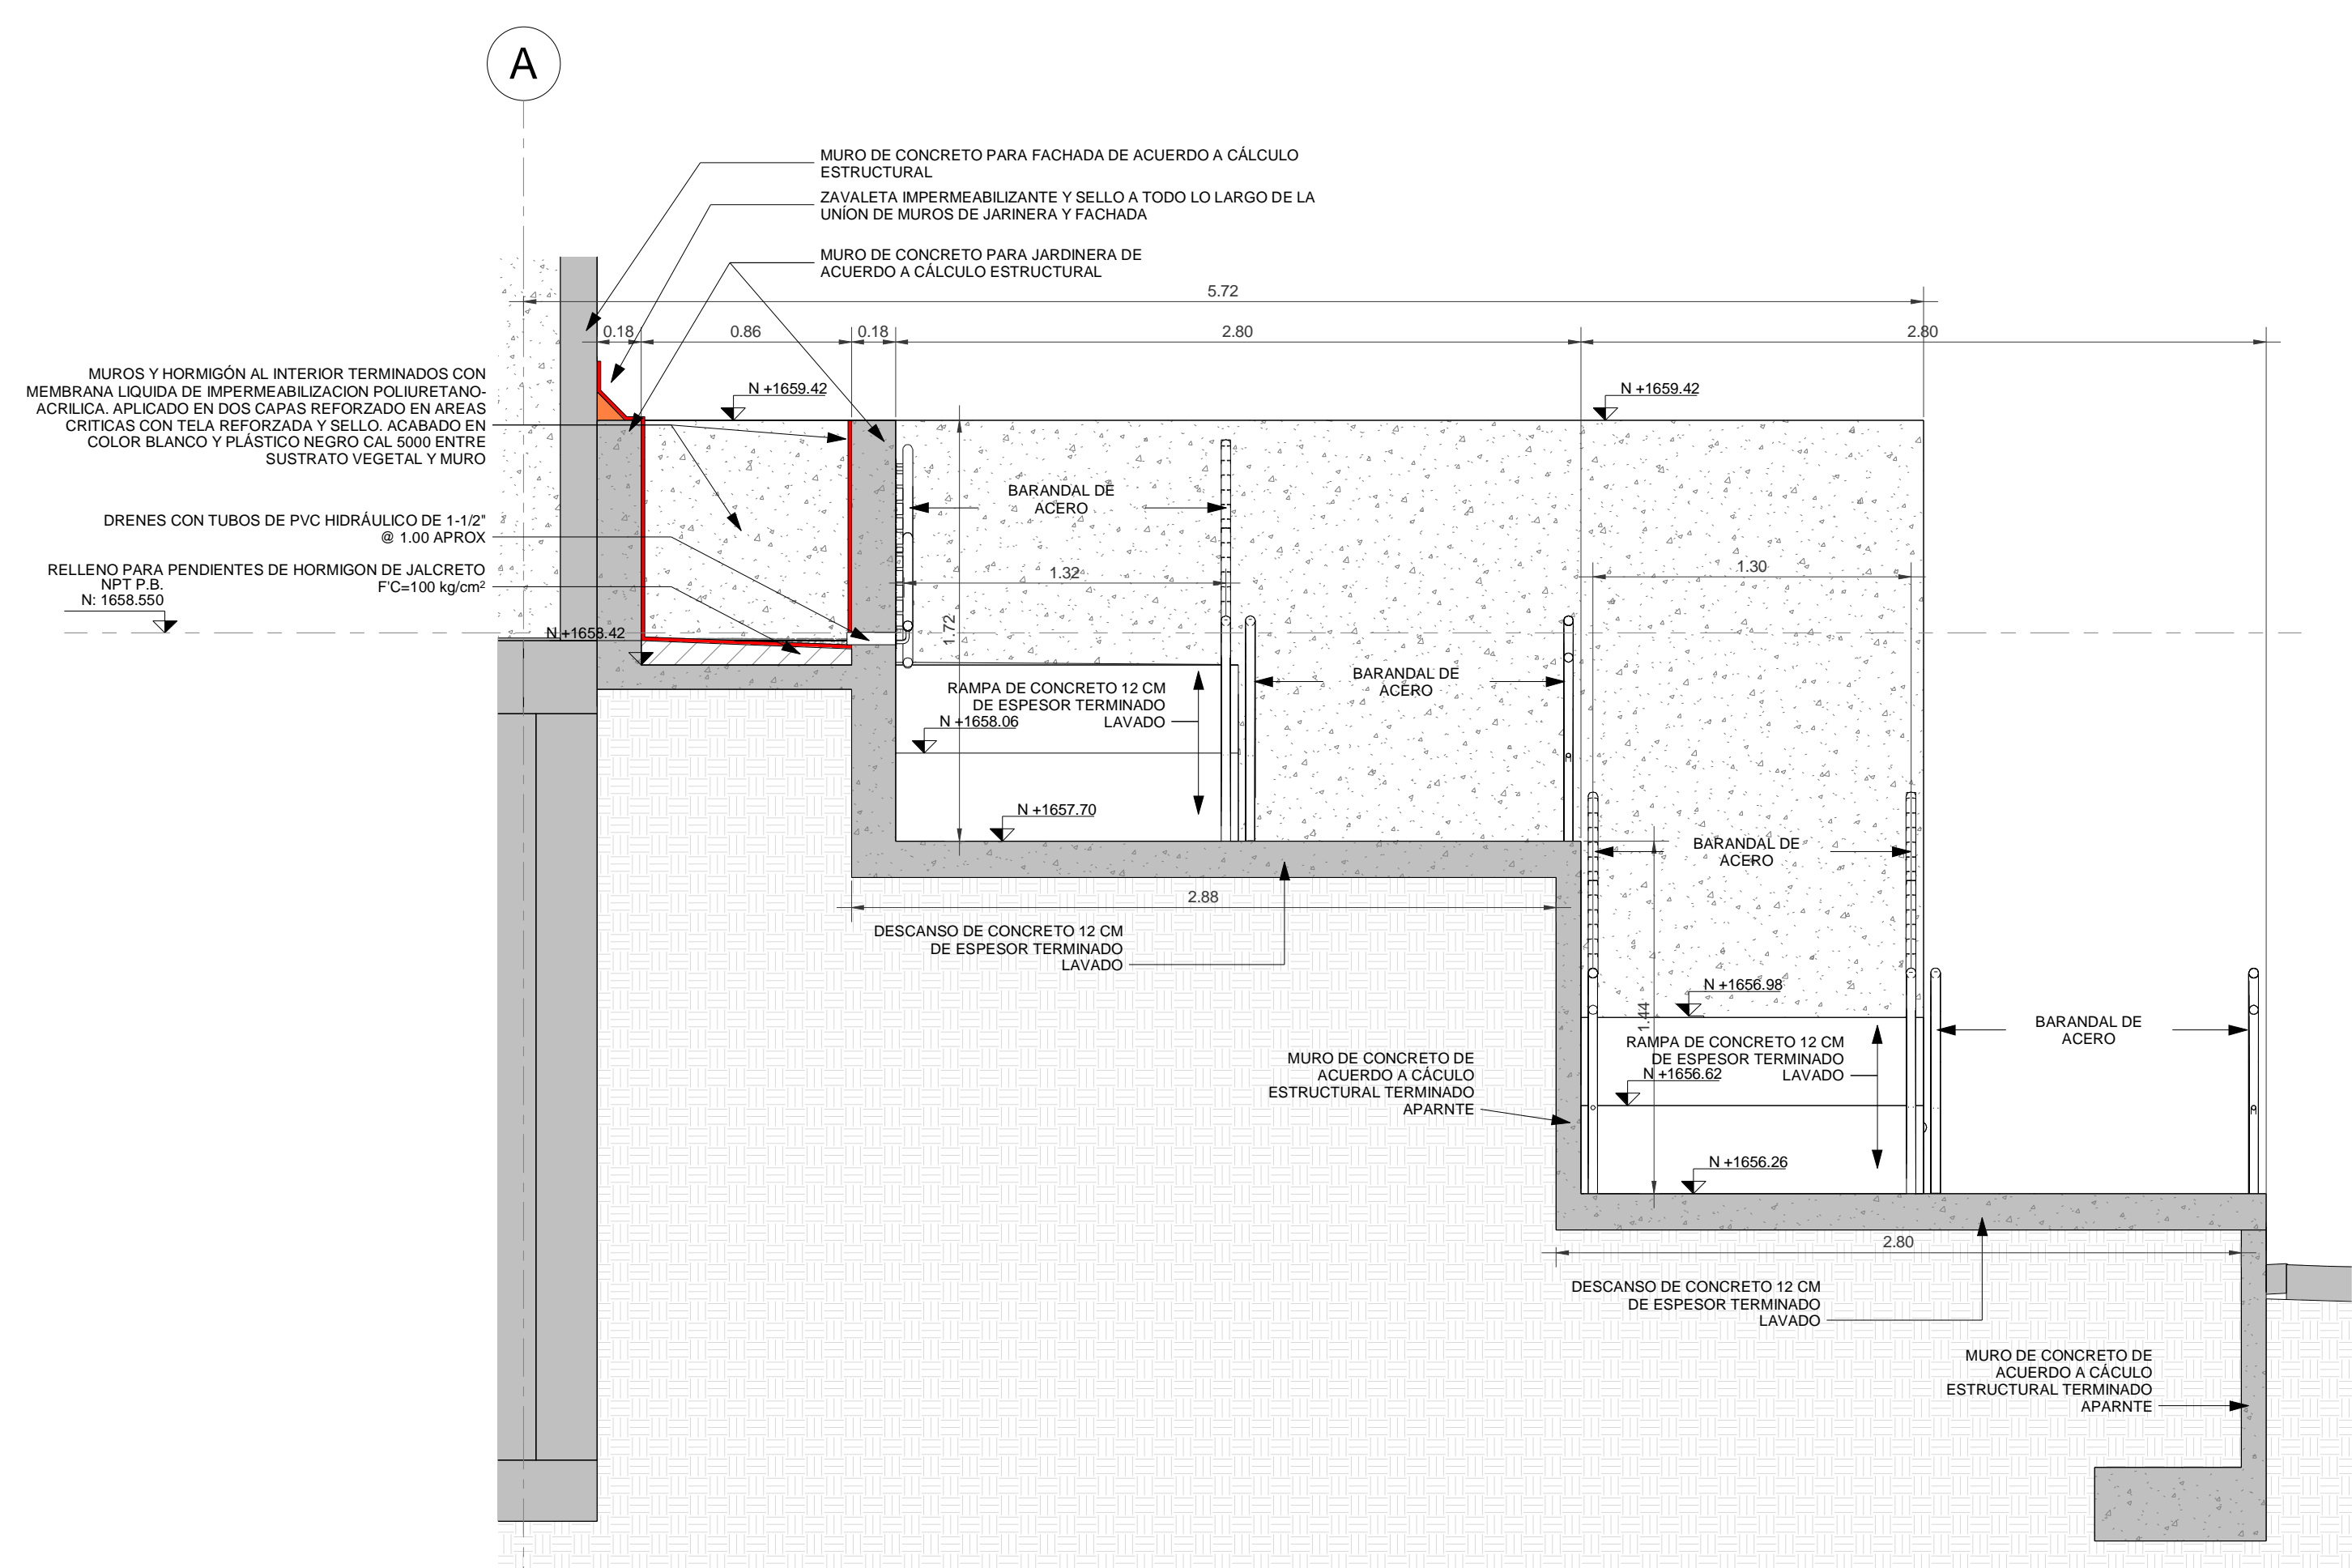 A
MURO DE CONCRETO PARA FACHADA DE ACUERDO A CÁLCULO
ESTRUCTURAL
ZAVALETA IMPERMEABILIZANTE Y SELLO A TODO LO LARGO DE LA
UNÍON DE MUROS DE JARINERA Y FACHADA
MURO DE CONCRETO PARA JARDINERA DE
ACUERDO A CÁLCULO ESTRUCTURAL
5.72
0.18
0.86
0.18
2.80
2.80
MUROS Y HORMIGÓN AL INTERIOR TERMINADOS CON
MEMBRANA LIQUIDA DE IMPERMEABILIZACION POLIURETANO-
ACRILICA. APLICADO EN DOS CAPAS REFORZADO EN AREAS
CRITICAS CON TELA REFORZADA Y SELLO. ACABADO EN
COLOR BLANCO Y PLÁSTICO NEGRO CAL 5000 ENTRE
SUSTRATO VEGETAL Y MURO
N +1659.42
N +1659.42
BARANDAL DE
ACERO
DRENES CON TUBOS DE PVC HIDRÁULICO DE 1-1/2"
@ 1.00 APROX
RELLENO PARA PENDIENTES DE HORMIGON DE JALCRETO
F'C=100 kg/cm²
NPT P.B.
N: 1658.550
N +1658.42
1.32
1.30
1.72
RAMPA DE CONCRETO 12 CM
DE ESPESOR TERMINADO
LAVADO
N +1658.06
BARANDAL DE
ACERO
N +1657.70
BARANDAL DE
ACERO
2.88
DESCANSO DE CONCRETO 12 CM
DE ESPESOR TERMINADO
LAVADO
N +1656.98
1.44
RAMPA DE CONCRETO 12 CM
DE ESPESOR TERMINADO
LAVADO
N +1656.62
BARANDAL DE
ACERO
MURO DE CONCRETO DE
ACUERDO A CÁCULO
ESTRUCTURAL TERMINADO
APARNTE
N +1656.26
2.80
DESCANSO DE CONCRETO 12 CM
DE ESPESOR TERMINADO
LAVADO
MURO DE CONCRETO DE
ACUERDO A CÁCULO
ESTRUCTURAL TERMINADO
APARNTE